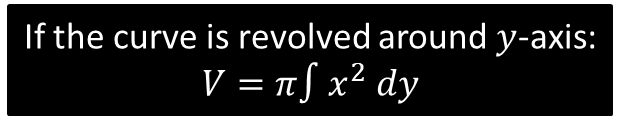 If the curve is revolved around y-axis:
V = π∫ x² dy